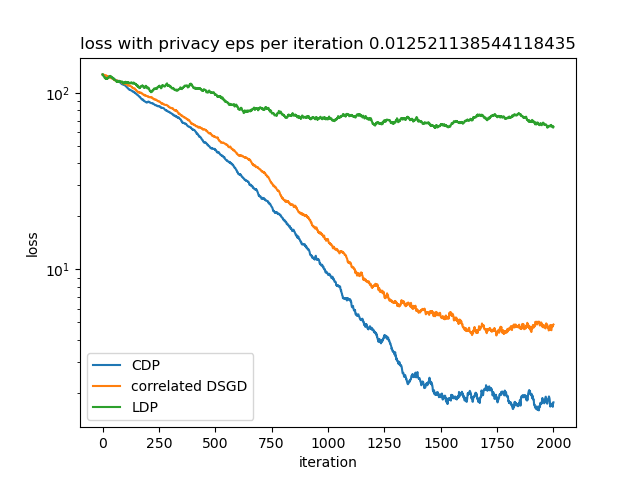 loss with privacy eps per iteration 0.012521138544118435
10²
10¹
loss
CDP
correlated DSGD
LDP
0 250 500 750 1000 1250 1500 1750 2000
iteration